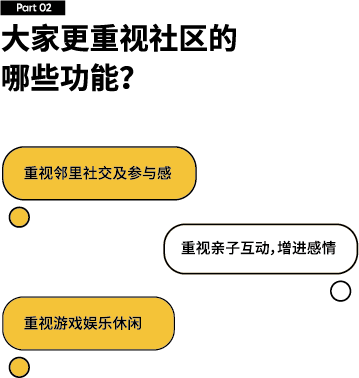 Part 02
大家更重视社区的
哪些功能？
重视邻里社交及参与感
重视亲子互动，增进感情
重视游戏娱乐休闲